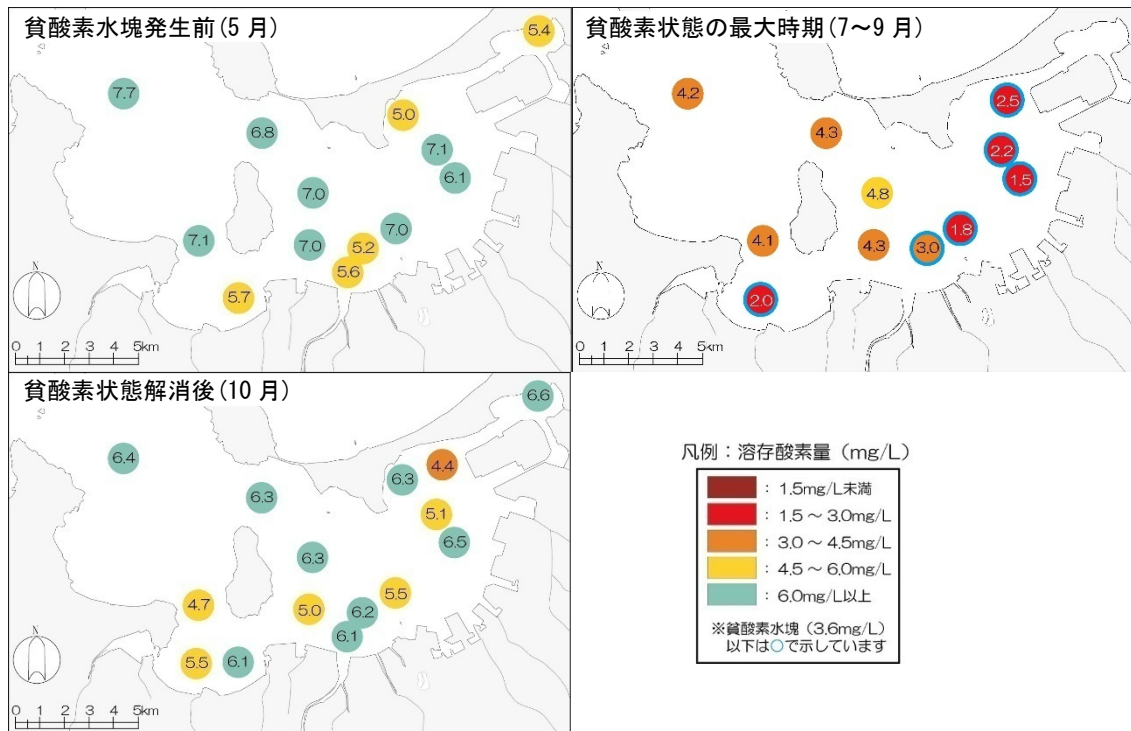 貧酸素水塊発生前(5月)
5.4
7.7
5.0
6.8
7.1
6.1
7.0
7.0
7.1
7.0
5.2
5.6
5.7
N
0 1 2 3 4 5km
貧酸素状態の最大時期(7～9月)
4.2
2.5
4.3
2.2
1.5
4.8
1.8
4.1
4.3
3.0
2.0
N
0 1 2 3 4 5km
貧酸素状態解消後(10月)
6.6
6.4
4.4
6.3
6.3
5.1
6.5
6.3
5.5
4.7
5.0
6.2
6.1
5.5
6.1
N
0 1 2 3 4 5km
凡例：溶存酸素量（mg/L）
：1.5mg/L未満
：1.5～3.0mg/L
：3.0～4.5mg/L
：4.5～6.0mg/L
：6.0mg/L以上
※貧酸素水塊（3.6mg/L）
以下は○で示しています